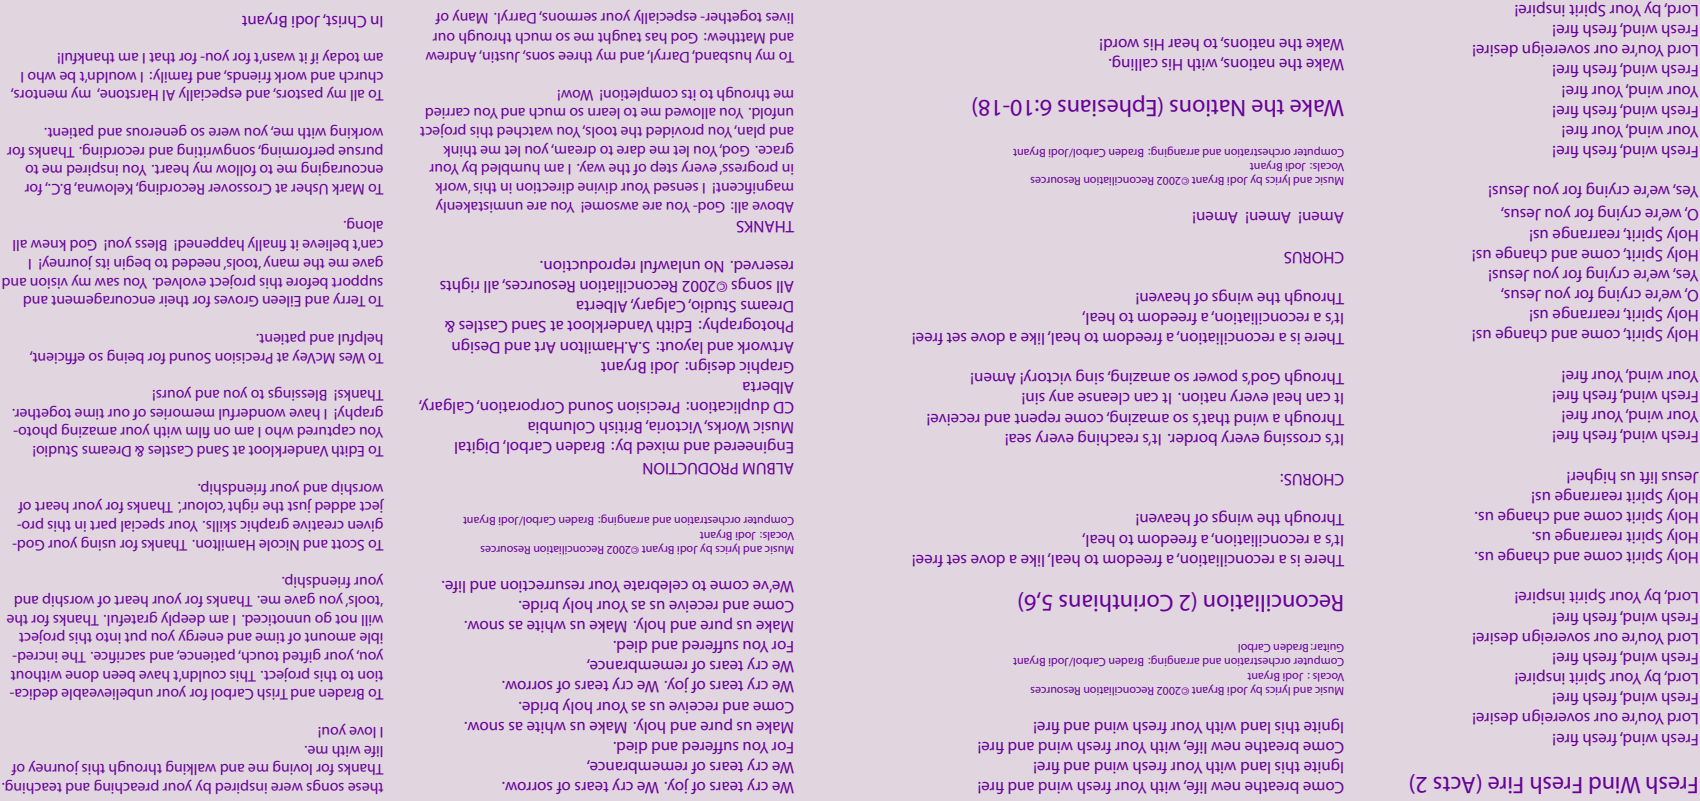 Fresh Wind Fresh Fire (Acts 2)
Fresh wind, fresh fire!
Lord You're our sovereign desire!
Fresh wind, fresh fire!
Lord, by Your Spirit inspire!
Fresh wind, fresh fire!
Lord You're our sovereign desire!
Fresh wind, fresh fire!
Lord, by Your Spirit inspire!
Holy Spirit come and change us.
Holy Spirit rearrange us.
Holy Spirit come and change us.
Holy Spirit rearrange us!
Jesus lift us higher!
Fresh wind, fresh fire!
Your wind, Your fire!
Fresh wind, fresh fire!
Your wind, Your fire!
Holy Spirit, come and change us!
Holy Spirit, rearrange us!
O, we're crying for you Jesus,
Yes, we're crying for you Jesus!
Holy Spirit, come and change us!
Holy Spirit, rearrange us!
O, we're crying for you Jesus,
Yes, we're crying for you Jesus!
Fresh wind, fresh fire!
Your wind, Your fire!
Fresh wind, fresh fire!
Your wind, Your fire!
Fresh wind, fresh fire!
Lord You're our sovereign desire!
Fresh wind, fresh fire!
Lord, by Your Spirit inspire!
Come breathe new life, with Your fresh wind and fire!
Ignite this land with Your fresh wind and fire!
Come breathe new life, with Your fresh wind and fire!
Ignite this land with Your fresh wind and fire!
Music and lyrics by Jodi Bryant ©2002 Reconciliation Resources
Vocals : Jodi Bryant
Computer orchestration and arranging: Braden Carbol/Jodi Bryant
Guitar: Braden Carbol
Reconciliation (2 Corinthians 5,6)
There is a reconciliation, a freedom to heal, like a dove set free!
It's a reconciliation, a freedom to heal,
Through the wings of heaven!
CHORUS:
It's crossing every border. It's reaching every sea!
Through a wind that's so amazing, come repent and receive!
It can heal every nation. It can cleanse any sin!
Through God's power so amazing, sing victory! Amen!
There is a reconciliation, a freedom to heal, like a dove set free!
It's a reconciliation, a freedom to heal,
Through the wings of heaven!
CHORUS
Amen! Amen! Amen!
Music and lyrics by Jodi Bryant ©2002 Reconciliation Resources
Vocals: Jodi Bryant
Computer orchestration and arranging: Braden Carbol/Jodi Bryant
Wake the Nations (Ephesians 6:10-18)
Wake the nations, with His calling.
Wake the nations, to hear His word!
We cry tears of joy. We cry tears of sorrow.
We cry tears of remembrance,
For You suffered and died.
Make us pure and holy. Make us white as snow.
Come and receive us as Your holy bride.
We cry tears of joy. We cry tears of sorrow.
We cry tears of remembrance,
For You suffered and died.
Make us pure and holy. Make us white as snow.
Come and receive us as Your holy bride.
We've come to celebrate Your resurrection and life.
Music and lyrics by Jodi Bryant ©2002 Reconciliation Resources
Vocals: Jodi Bryant
Computer orchestration and arranging: Braden Carbol/Jodi Bryant
ALBUM PRODUCTION
Engineered and mixed by: Braden Carbol, Digital
Music Works, Victoria, British Columbia
CD duplication: Precision Sound Corporation, Calgary,
Alberta
Graphic design: Jodi Bryant
Artwork and layout: S.A.Hamilton Art and Design
Photography: Edith Vanderkloot at Sand Castles &
Dreams Studio, Calgary, Alberta
All songs ©2002 Reconciliation Resources, all rights
reserved. No unlawful reproduction.
THANKS
Above all: God- You are awsome! You are unmistakenly
magnificent! I sensed Your divine direction in this 'work
in progress' every step of the way. I am humbled by Your
grace. God, You let me dare to dream, you let me think
and plan, You provided the tools, You watched this project
unfold. You allowed me to learn so much and You carried
me through to its completion! Wow!
To my husband, Darryl, and my three sons, Justin, Andrew
and Matthew: God has taught me so much through our
lives together- especially your sermons, Darryl. Many of
these songs were inspired by your preaching and teaching.
Thanks for loving me and walking through this journey of
life with me.
I love you!
To Braden and Trish Carbol for your unbelieveable dedica-
tion to this project. This couldn't have been done without
you, your gifted touch, patience, and sacrifice. The incred-
ible amount of time and energy you put into this project
will not go unnoticed. I am deeply grateful. Thanks for the
'tools' you gave me. Thanks for your heart of worship and
your friendship.
To Scott and Nicole Hamilton. Thanks for using your God-
given creative graphic skills. Your special part in this pro-
ject added just the right 'colour'. Thanks for your heart of
worship and your friendship.
To Edith Vanderkloot at Sand Castles & Dreams Studio!
You captured who I am on film with your amazing photo-
graphy! I have wonderful memories of our time together.
Thanks! Blessings to you and yours!
To Wes McVey at Precision Sound for being so efficient,
helpful and patient.
To Terry and Eileen Groves for their encouragement and
support before this project evolved. You saw my vision and
gave me the many 'tools' needed to begin its journey! I
can't believe it finally happened! Bless you! God knew all
along.
To Mark Usher at Crossover Recording, Kelowna, B.C., for
encouraging me to follow my heart. You inspired me to
pursue performing, songwriting and recording. Thanks for
working with me, you were so generous and patient.
To all my pastors, and especially Al Harstone, my mentors,
church and work friends, and family: I wouldn't be who I
am today if it wasn't for you- for that I am thankful!
In Christ, Jodi Bryant